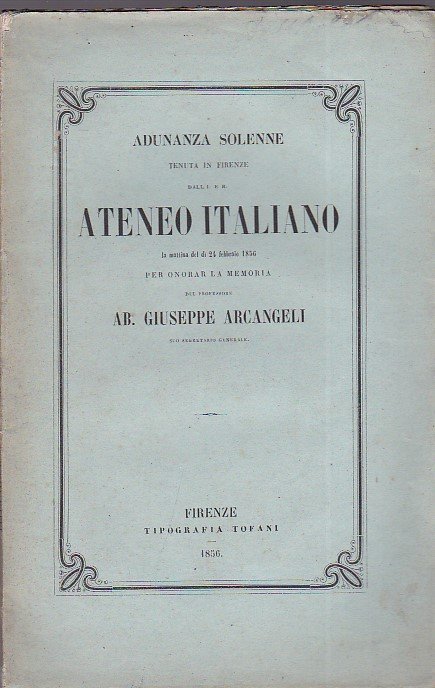 ADUNANZA SOLENNE
TENUTA IN FIRENZE
DALL'I. E R.
ATENEO ITALIANO
la mattina del di 24 febbraio 1856
PER ONORAR LA MEMORIA
DEL PROFESSORE
AB. GIUSEPPE ARCANGELI
SUO SEGRETARIO GENERALE.
FIRENZE
TIPOGRAFIA TOFANI
1856.